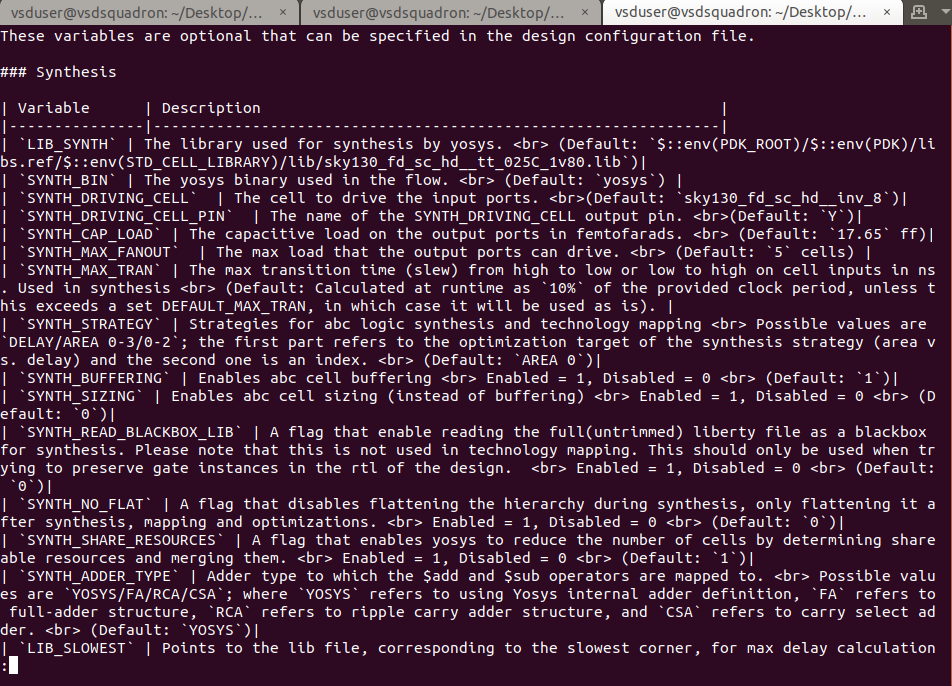 vsduser@vsdsquadron: ~/Desktop/... × vsduser@vsdsquadron: ~/Desktop/... × vsduser@vsdsquadron: ~/Desktop/... ×
These variables are optional that can be specified in the design configuration file.
### Synthesis
| Variable      | Description                                                   |
|---------------|---------------------------------------------------------------|
| `LIB_SYNTH` | The library used for synthesis by yosys. <br> (Default: `$::env(PDK_ROOT)/$::env(PDK)/li
bs.ref/$::env(STD_CELL_LIBRARY)/lib/sky130_fd_sc_hd__tt_025C_1v80.lib`)|
| `SYNTH_BIN` | The yosys binary used in the flow. <br> (Default: `yosys`) |
| `SYNTH_DRIVING_CELL`  | The cell to drive the input ports. <br>(Default: `sky130_fd_sc_hd__inv_8`)|
| `SYNTH_DRIVING_CELL_PIN`  | The name of the SYNTH_DRIVING_CELL output pin. <br>(Default: `Y`)|
| `SYNTH_CAP_LOAD` | The capacitive load on the output ports in femtofarads. <br> (Default: `17.65` ff)|
| `SYNTH_MAX_FANOUT`  | The max load that the output ports can drive. <br> (Default: `5` cells) |
| `SYNTH_MAX_TRAN` | The max transition time (slew) from high to low or low to high on cell inputs in ns
. Used in synthesis <br> (Default: Calculated at runtime as `10%` of the provided clock period, unless t
his exceeds a set DEFAULT_MAX_TRAN, in which case it will be used as is). |
| `SYNTH_STRATEGY` | Strategies for abc logic synthesis and technology mapping <br> Possible values are
`DELAY/AREA 0-3/0-2`; the first part refers to the optimization target of the synthesis strategy (area v
s. delay) and the second one is an index. <br> (Default: `AREA 0`)|
| `SYNTH_BUFFERING` | Enables abc cell buffering <br> Enabled = 1, Disabled = 0 <br> (Default: `1`)|
| `SYNTH_SIZING` | Enables abc cell sizing (instead of buffering) <br> Enabled = 1, Disabled = 0 <br> (D
efault: `0`)|
| `SYNTH_READ_BLACKBOX_LIB` | A flag that enable reading the full(untrimmed) liberty file as a blackbox
for synthesis. Please note that this is not used in technology mapping. This should only be used when tr
ying to preserve gate instances in the rtl of the design.  <br> Enabled = 1, Disabled = 0 <br> (Default:
 `0`)|
| `SYNTH_NO_FLAT` | A flag that disables flattening the hierarchy during synthesis, only flattening it a
fter synthesis, mapping and optimizations. <br> Enabled = 1, Disabled = 0 <br> (Default: `0`)|
| `SYNTH_SHARE_RESOURCES` | A flag that enables yosys to reduce the number of cells by determining share
able resources and merging them. <br> Enabled = 1, Disabled = 0 <br> (Default: `1`)|
| `SYNTH_ADDER_TYPE` | Adder type to which the $add and $sub operators are mapped to. <br> Possible valu
es are `YOSYS/FA/RCA/CSA`; where `YOSYS` refers to using Yosys internal adder definition, `FA` refers to
 full-adder structure, `RCA` refers to ripple carry adder structure, and `CSA` refers to carry select ad
der. <br> (Default: `YOSYS`)|
| `LIB_SLOWEST` | Points to the lib file, corresponding to the slowest corner, for max delay calculation
: